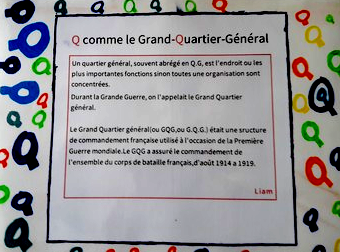 Q comme le Grand-Quartier-Général
Un quartier général, souvent abrégé en Q.G, est l'endroit ou les
plus importantes fonctions sinon toutes une organisation sont
concentrées.
Durant la Grande Guerre, on l'appelait le Grand Quartier
général.
Le Grand Quartier général(ou GQG,ou G.Q.G.) était une sructure
de commandement française utilisé à l'occasion de la Première
Guerre mondiale.Le GQG a assuré le commandement de
l'ensemble du corps de bataille français,d'août 1914 a 1919.
Liam